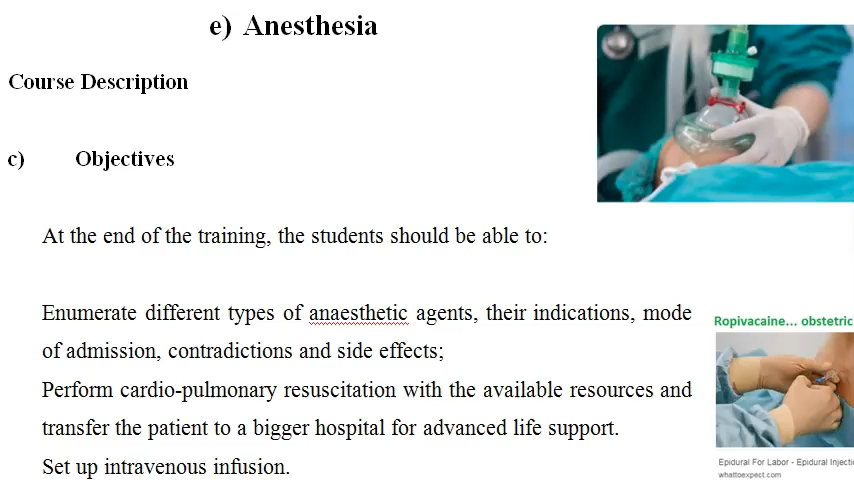 e) Anesthesia
Course Description
c) Objectives
At the end of the training, the students should be able to:
Enumerate different types of anaesthetic agents, their indications, mode
of admission, contradictions and side effects;
Perform cardio-pulmonary resuscitation with the available resources and
transfer the patient to a bigger hospital for advanced life support.
Set up intravenous infusion.
Ropivacaine... obstetric
Epidural For Labor - Epidural Injecti
whattoexpect.com